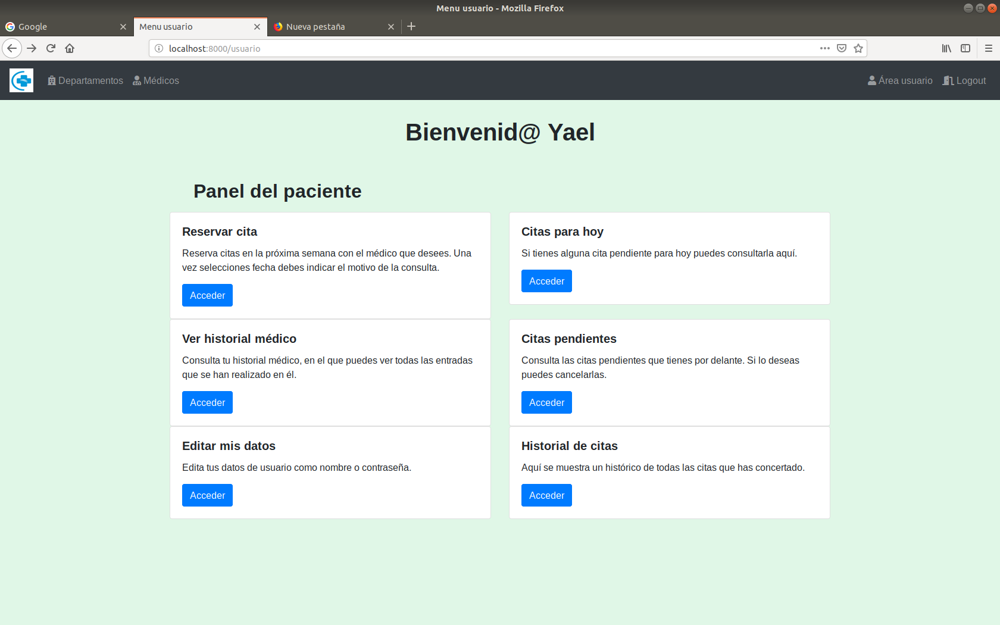 Menu usuario - Mozilla Firefox
Google
Menu usuario
Nueva pestaña
localhost:8000/usuario
Departamentos
Médicos
Área usuario
Logout
Bienvenid@ Yael
Panel del paciente
Reservar cita
Reserva citas en la próxima semana con el médico que desees. Una
vez selecciones fecha debes indicar el motivo de la consulta.
Acceder
Citas para hoy
Si tienes alguna cita pendiente para hoy puedes consultarla aquí.
Acceder
Ver historial médico
Consulta tu historial médico, en el que puedes ver todas las entradas
que se han realizado en él.
Acceder
Citas pendientes
Consulta las citas pendientes que tienes por delante. Si lo deseas
puedes cancelarlas.
Acceder
Editar mis datos
Edita tus datos de usuario como nombre o contraseña.
Acceder
Historial de citas
Aquí se muestra un histórico de todas las citas que has concertado.
Acceder